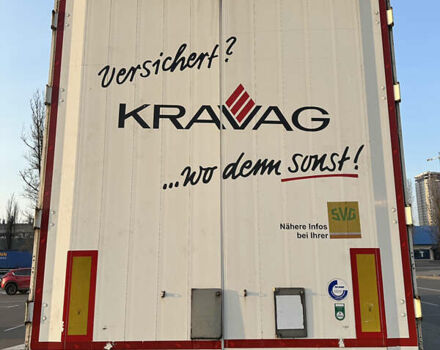 versichert?
KRAVAG
...wo denn sonst!
SVG
Nähere Infos
bei Ihrer